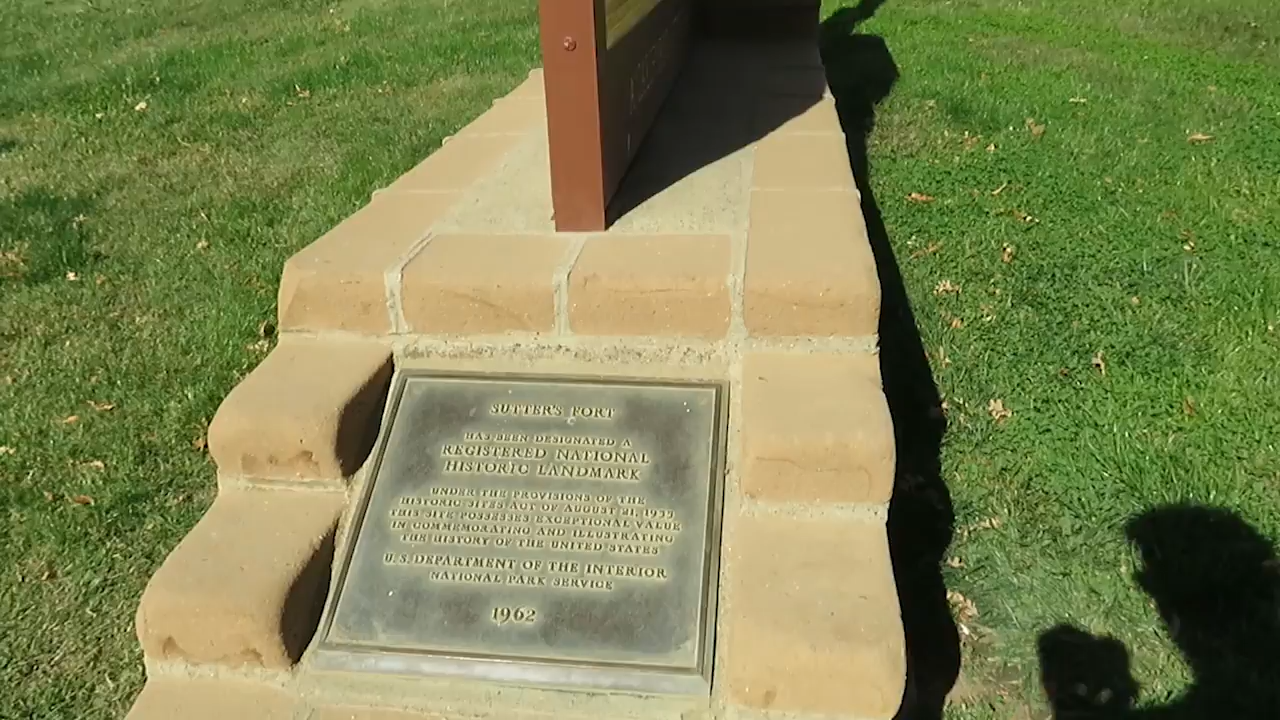 SUTTER'S FORT
HAS BEEN DESIGNATED A
REGISTERED NATIONAL
HISTORIC LANDMARK
UNDER THE PROVISIONS OF THE
HISTORIC SITES ACT OF AUGUST 21, 1935
THIS SITE POSSESSES EXCEPTIONAL VALUE
IN COMMEMORATING AND ILLUSTRATING
THE HISTORY OF THE UNITED STATES
U.S. DEPARTMENT OF THE INTERIOR
NATIONAL PARK SERVICE
1962